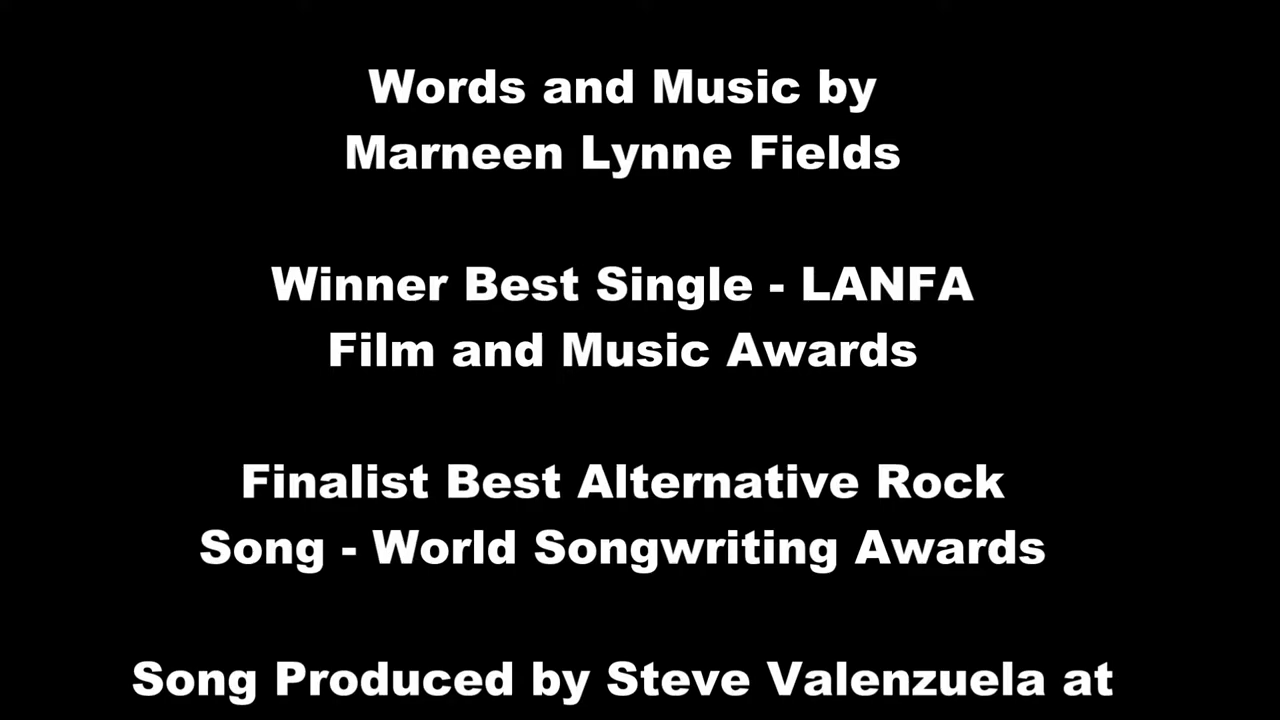 Words and Music by
Marneen Lynne Fields
Winner Best Single - LANFA
Film and Music Awards
Finalist Best Alternative Rock
Song - World Songwriting Awards
Song Produced by Steve Valenzuela at